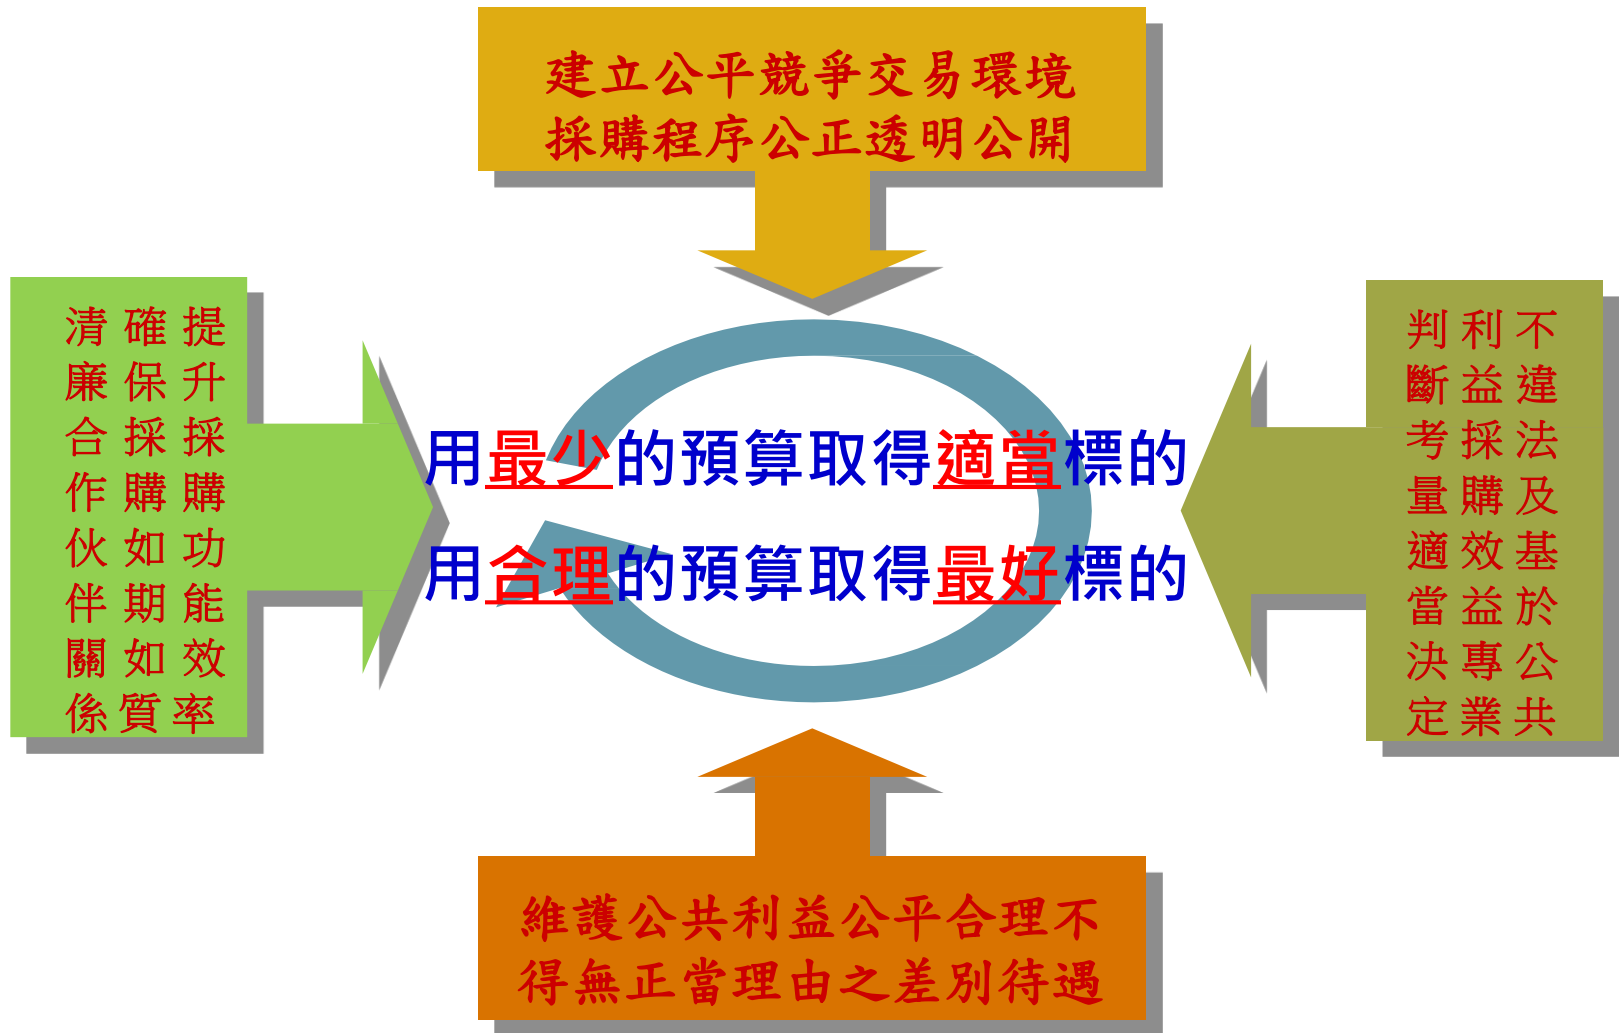 建立公平競爭交易環境
採購程序公正透明公開
提升採購功能效率
確保採購如期如質
清廉合作伙伴關係
用最少的預算取得適當標的
用合理的預算取得最好標的
不違法及基於公共
利益採購效益專業
判斷考量適當決定
維護公共利益公平合理不
得無正當理由之差別待遇